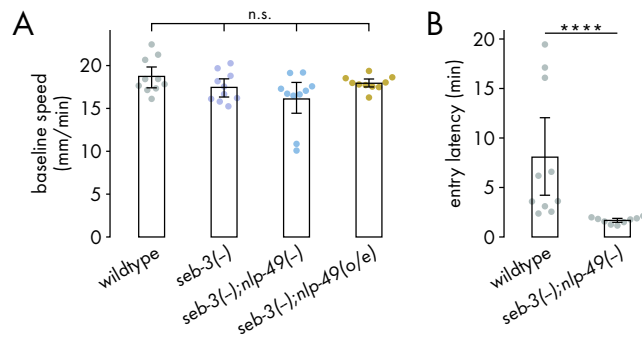 A
n.s.
baseline speed
(mm/min)
20
15
10
5
0
wildtype
seb-3(-)
seb-3(-);nlp-49(-)
seb-3(-);nlp-49(o/e)
B
****
entry latency (min)
20
15
10
5
0
wildtype
seb-3(-);nlp-49(-)